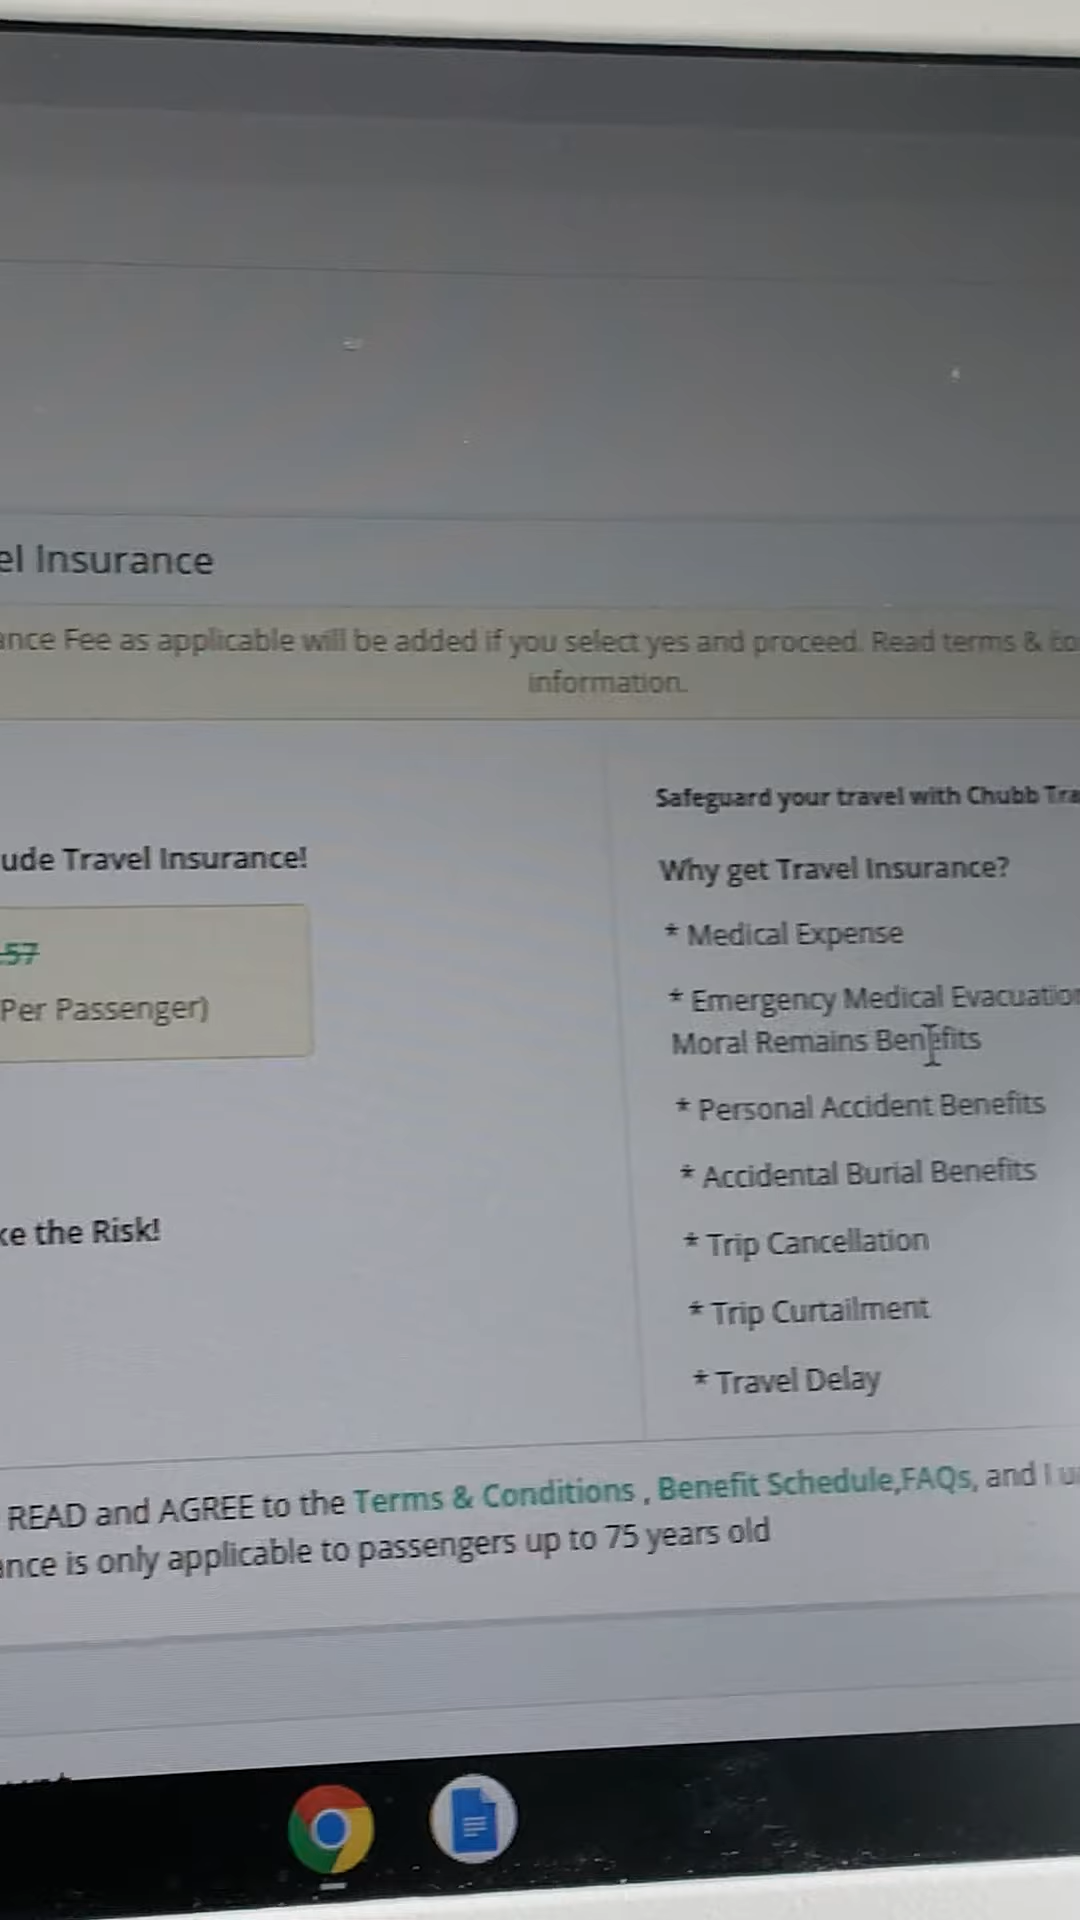 el Insurance
ance Fee as applicable will be added if you select yes and proceed. Read terms & co
information.
Safeguard your travel with Chubb Tra
ude Travel Insurance!
Why get Travel Insurance?
.57
Per Passenger)
* Medical Expense
* Emergency Medical Evacuation
Moral Remains Benefits
* Personal Accident Benefits
* Accidental Burial Benefits
ke the Risk!
* Trip Cancellation
* Trip Curtailment
* Travel Delay
READ and AGREE to the Terms & Conditions , Benefit Schedule,FAQs, and I u
ance is only applicable to passengers up to 75 years old